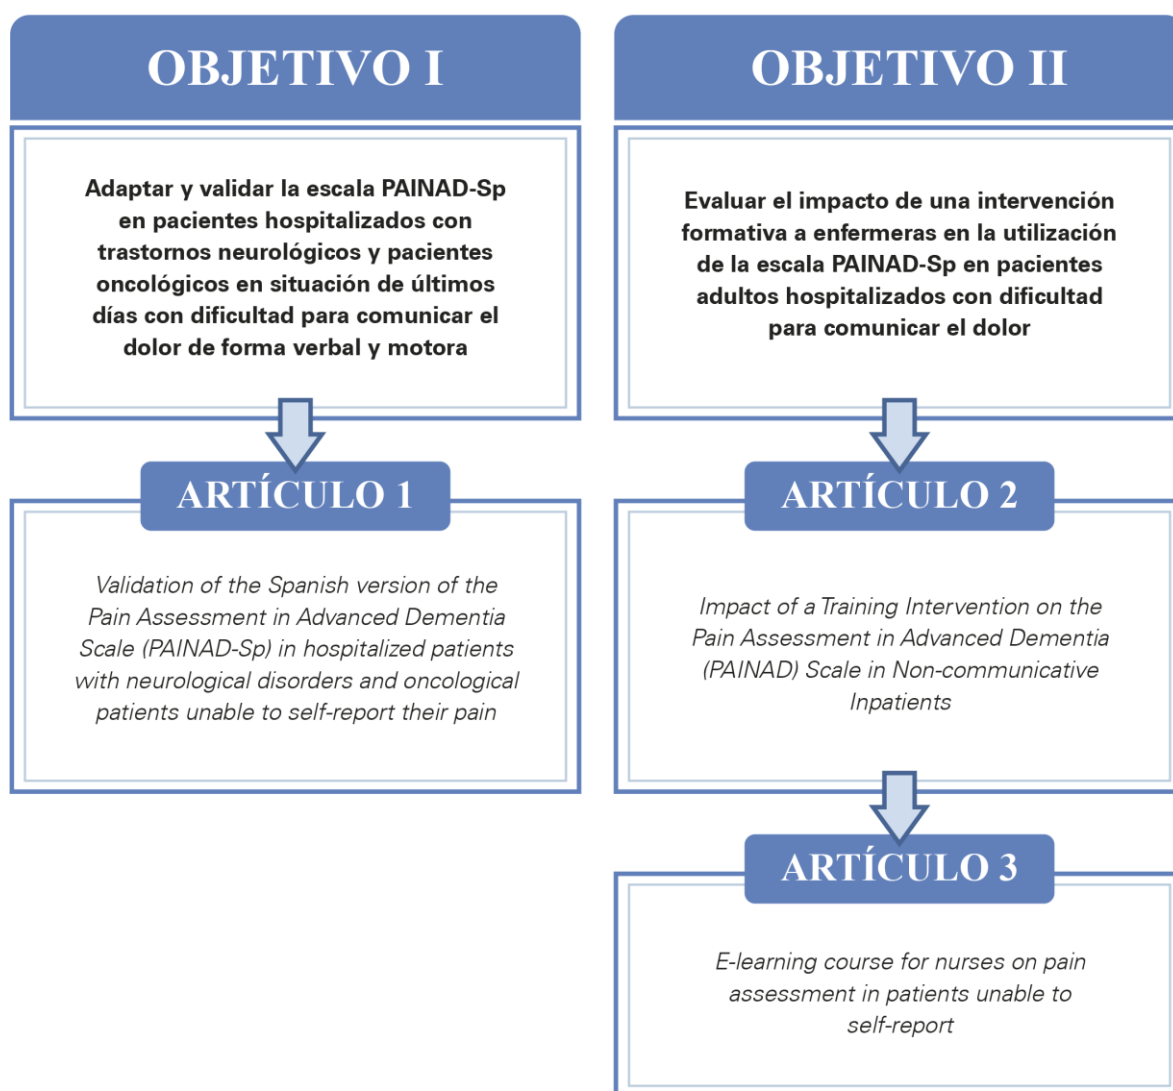 OBJETIVO I
Adaptar y validar la escala PAINAD-Sp
en pacientes hospitalizados con
trastornos neurológicos y pacientes
oncológicos en situación de últimos
días con dificultad para comunicar el
dolor de forma verbal y motora
ARTÍCULO 1
Validation of the Spanish version of the
Pain Assessment in Advanced Dementia
Scale (PAINAD-Sp) in hospitalized patients
with neurological disorders and oncological
patients unable to self-report their pain
OBJETIVO II
Evaluar el impacto de una intervención
formativa a enfermeras en la utilización
de la escala PAINAD-Sp en pacientes
adultos hospitalizados con dificultad
para comunicar el dolor
ARTÍCULO 2
Impact of a Training Intervention on the
Pain Assessment in Advanced Dementia
(PAINAD) Scale in Non-communicative
Inpatients
ARTÍCULO 3
E-learning course for nurses on pain
assessment in patients unable to
self-report